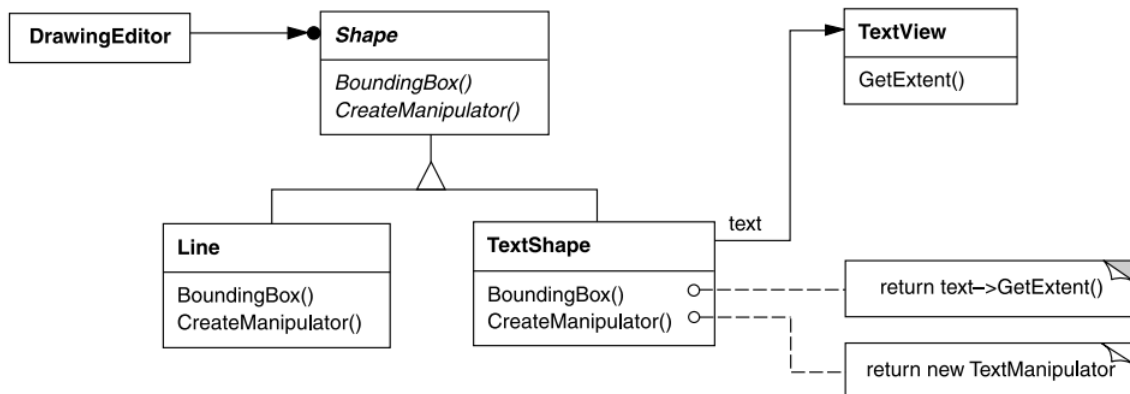 DrawingEditor
Shape
BoundingBox()
CreateManipulator()
TextView
GetExtent()
Line
BoundingBox()
CreateManipulator()
TextShape
BoundingBox()
CreateManipulator()
text
return text–>GetExtent()
return new TextManipulator